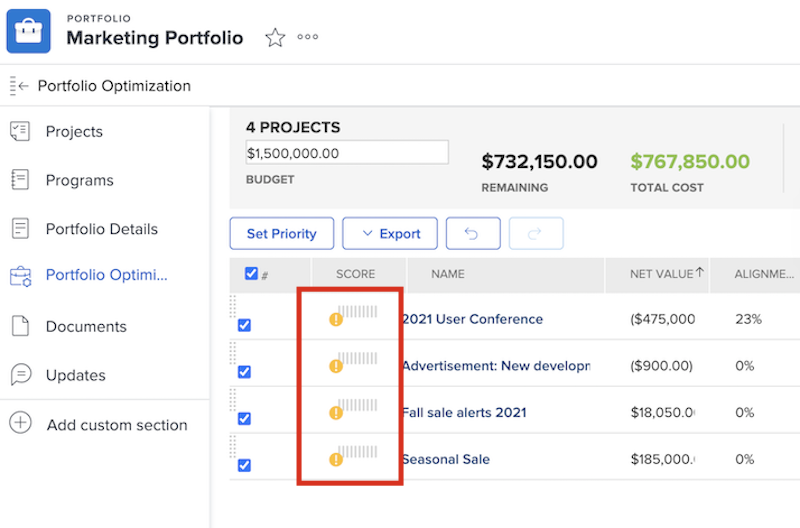 PORTFOLIO
Marketing Portfolio
Portfolio Optimization
Projects
Programs
Portfolio Details
Portfolio Optimi...
Documents
Updates
Add custom section
4 PROJECTS
$1,500,000.00
BUDGET
$732,150.00
REMAINING
$767,850.00
TOTAL COST
Set Priority
Export
# SCORE NAME NET VALUE ALIGNME...
2021 User Conference ($475,000 23%
Advertisement: New developm ($900.00) 0%
Fall sale alerts 2021 $18,050.0 0%
Seasonal Sale $185,000. 0%